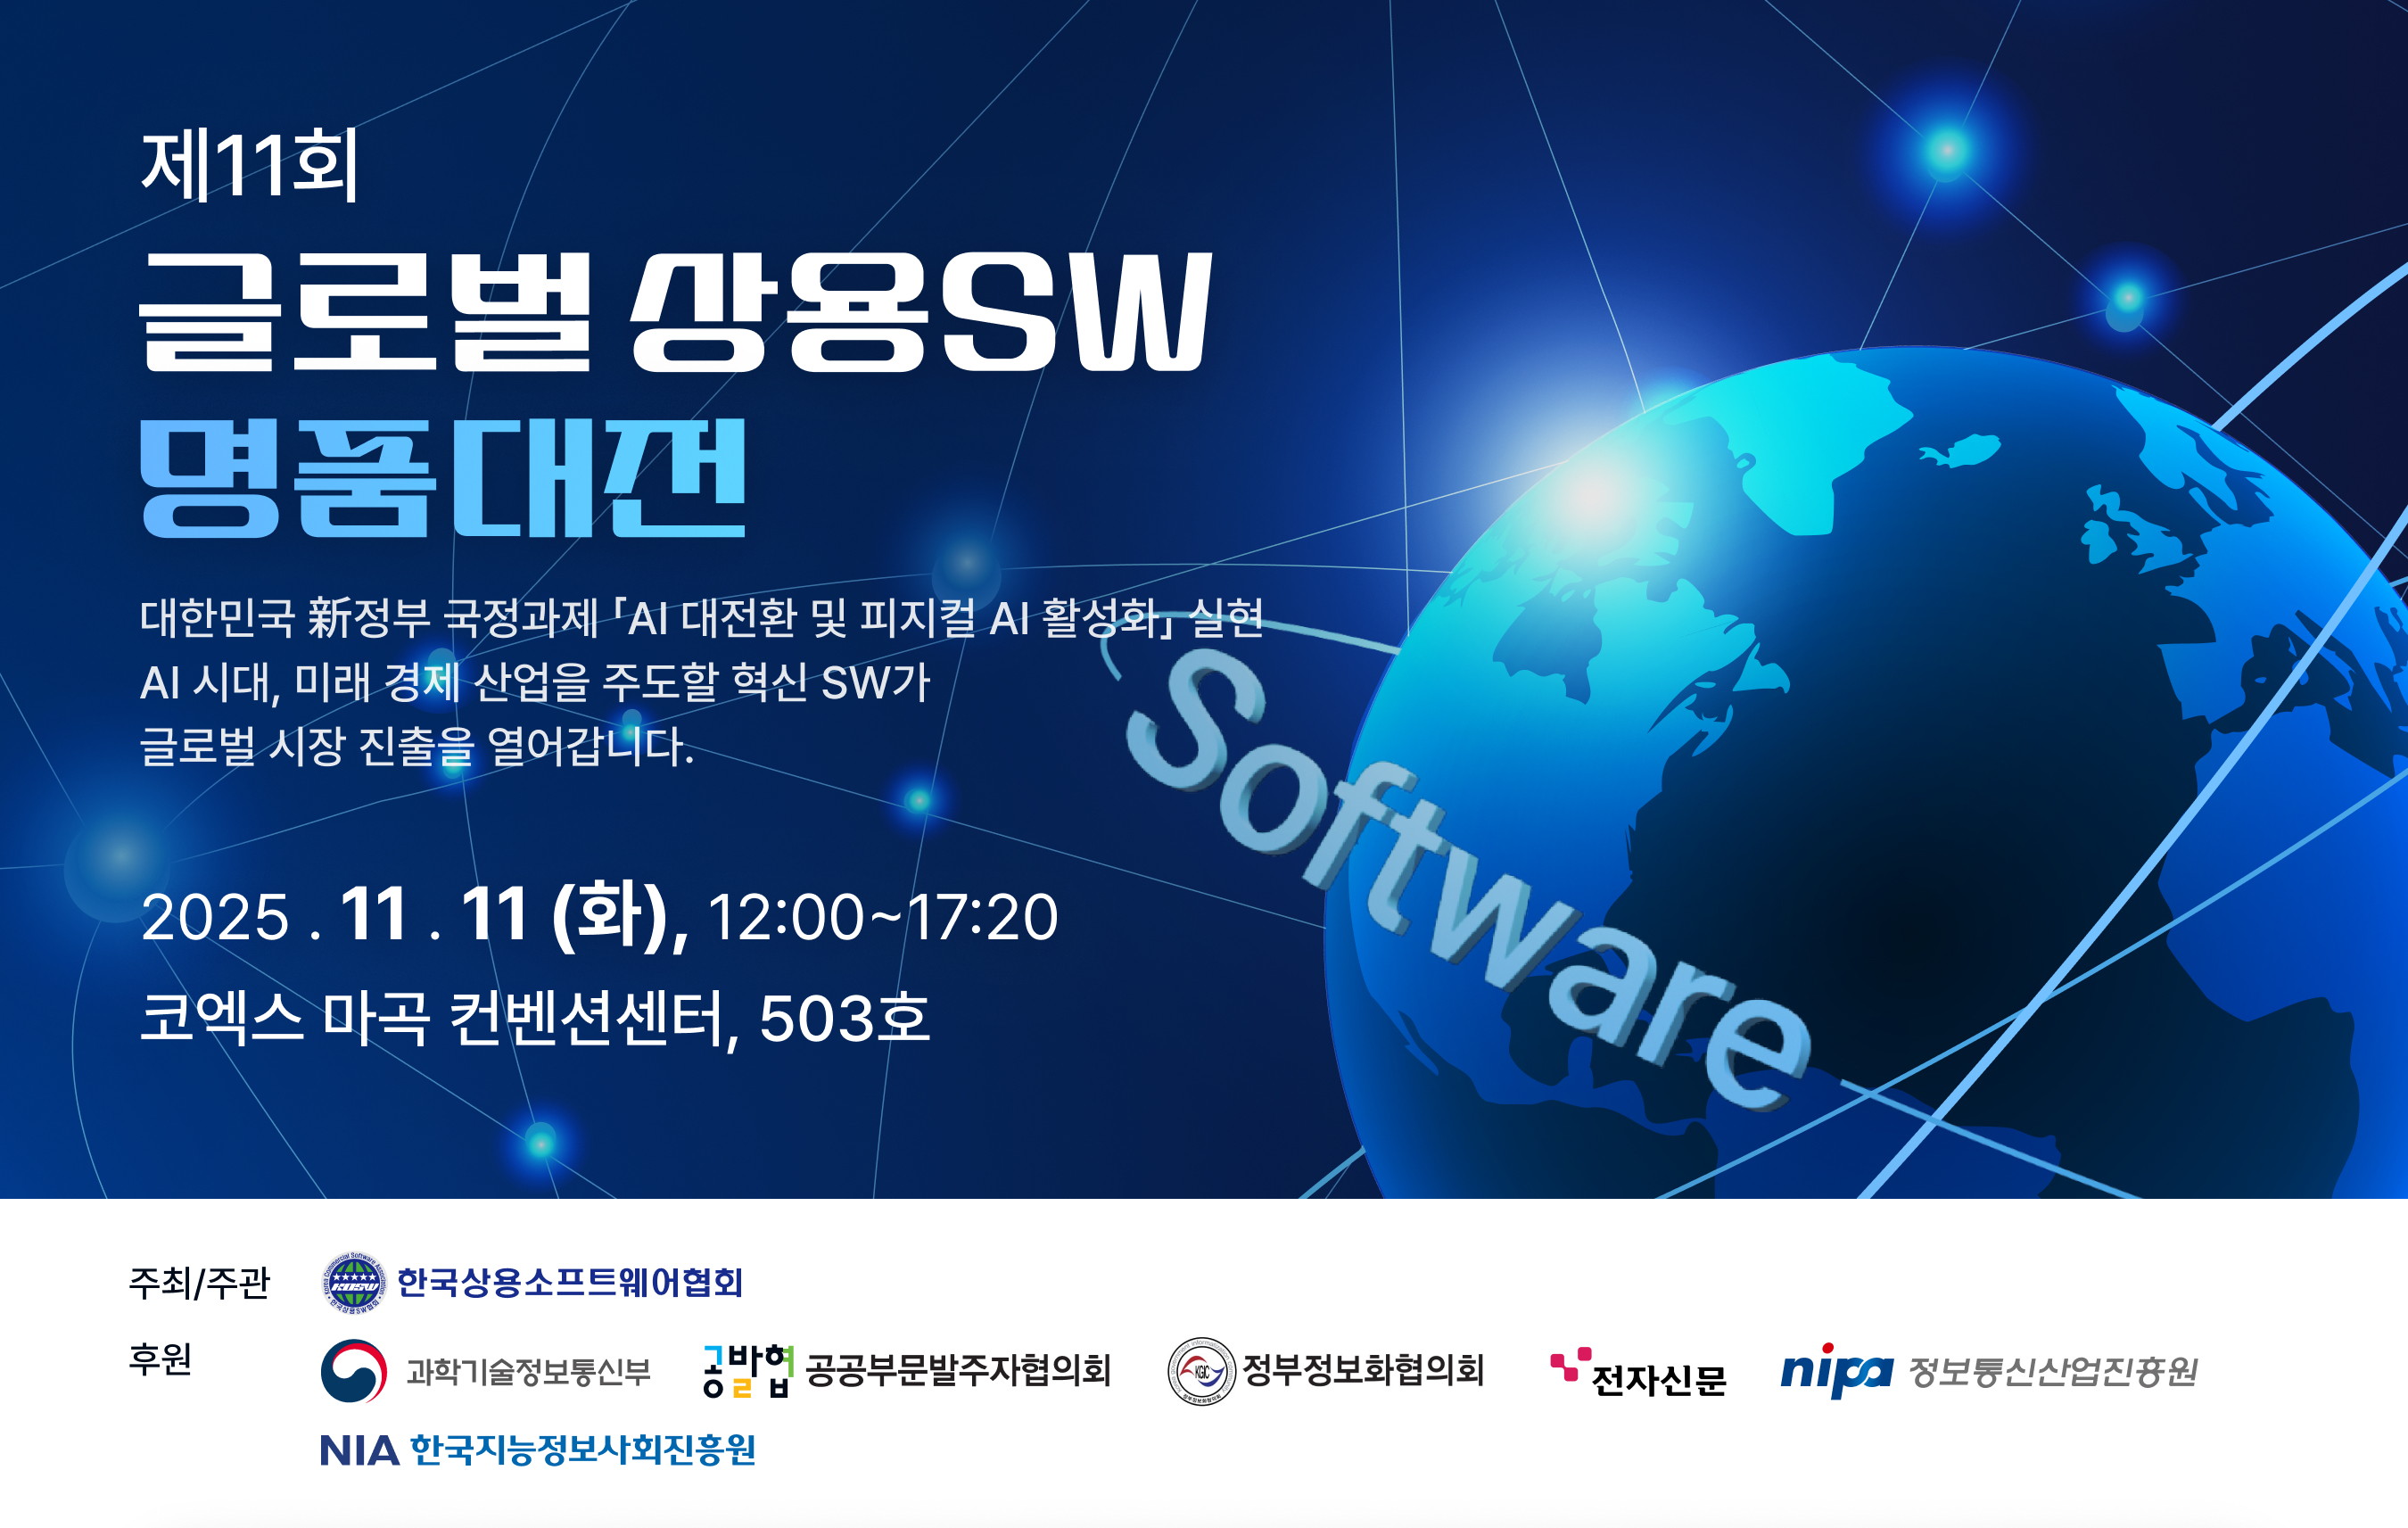 제11회
글로벌 상용SW
명품대전
대한민국 新정부 국정과제 「AI 대전환 및 피지컬 AI 활성화」 실현
AI 시대, 미래 경제 산업을 주도할 혁신 SW가
글로벌 시장 진출을 열어갑니다.
Software
2025 . 11 . 11 (화), 12:00~17:20
코엑스 마곡 컨벤션센터, 503호
주최/주관 한국상용소프트웨어협회
후원 과학기술정보통신부 공발협 공공부문발주자협의회 KGIC 정부정보화협의회 전자신문 nipa 정보통신산업진흥원
NIA 한국지능정보사회진흥원